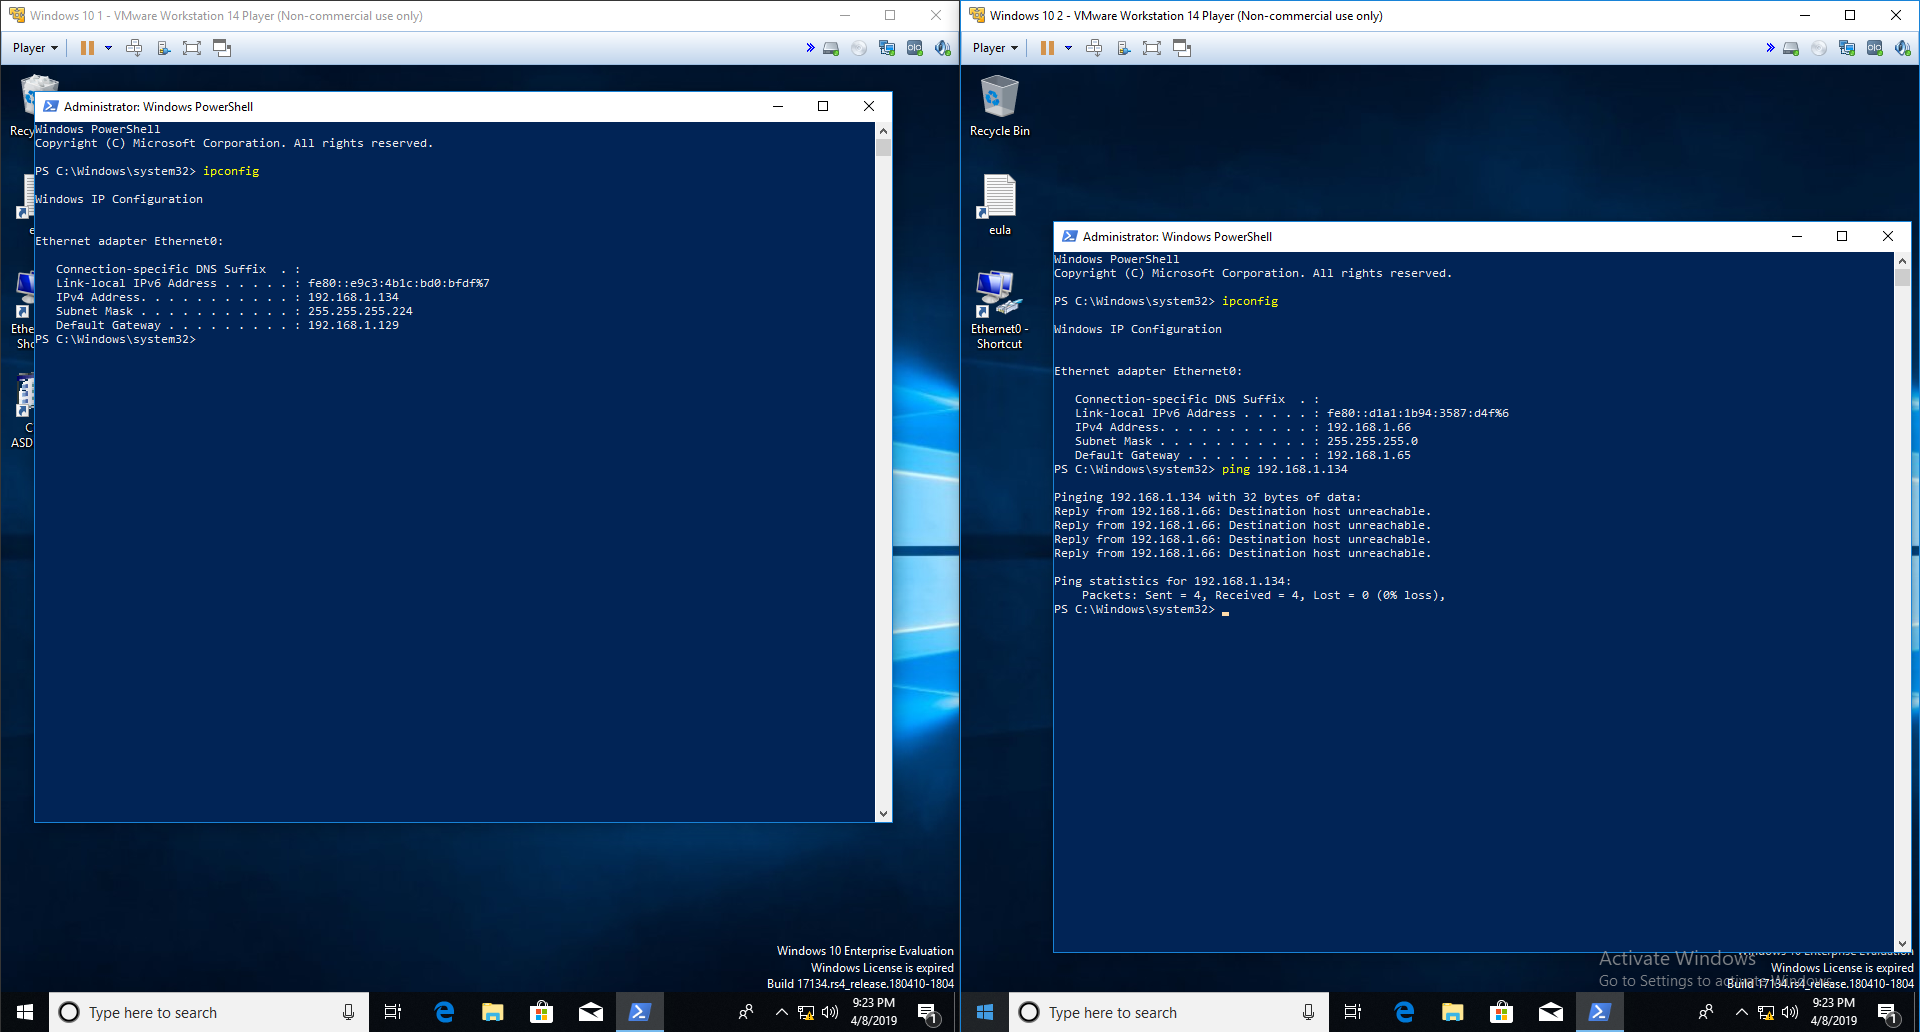 Windows 10 1 - VMware Workstation 14 Player (Non-commercial use only)
Player
Recy
Administrator: Windows PowerShell
Windows PowerShell
Copyright (C) Microsoft Corporation. All rights reserved.
PS C:\Windows\system32> ipconfig
Windows IP Configuration
e
Ethernet adapter Ethernet0:
Connection-specific DNS Suffix  . :
Link-local IPv6 Address . . . . . : fe80::e9c3:4b1c:bd0:bfdf%7
IPv4 Address. . . . . . . . . . . : 192.168.1.134
Subnet Mask . . . . . . . . . . . : 255.255.255.224
Default Gateway . . . . . . . . . : 192.168.1.129
PS C:\Windows\system32>
Ethe
Sho
C
ASD
Windows 10 Enterprise Evaluation
Windows License is expired
Build 17134.rs4_release.180410-1804
Type here to search
9:23 PM
4/8/2019
1
Windows 10 2 - VMware Workstation 14 Player (Non-commercial use only)
Player
Recycle Bin
eula
Ethernet0 -
Shortcut
Administrator: Windows PowerShell
Windows PowerShell
Copyright (C) Microsoft Corporation. All rights reserved.
PS C:\Windows\system32> ipconfig
Windows IP Configuration
Ethernet adapter Ethernet0:
Connection-specific DNS Suffix  . :
Link-local IPv6 Address . . . . . : fe80::d1a1:1b94:3587:d4f%6
IPv4 Address. . . . . . . . . . . : 192.168.1.66
Subnet Mask . . . . . . . . . . . : 255.255.255.0
Default Gateway . . . . . . . . . : 192.168.1.65
PS C:\Windows\system32> ping 192.168.1.134
Pinging 192.168.1.134 with 32 bytes of data:
Reply from 192.168.1.66: Destination host unreachable.
Reply from 192.168.1.66: Destination host unreachable.
Reply from 192.168.1.66: Destination host unreachable.
Reply from 192.168.1.66: Destination host unreachable.
Ping statistics for 192.168.1.134:
Packets: Sent = 4, Received = 4, Lost = 0 (0% loss),
PS C:\Windows\system32>
Activate Windows
Go to Settings to activate Windows.
Windows 10 Enterprise Evaluation
Windows License is expired
Build 17134.rs4_release.180410-1804
Type here to search
9:23 PM
4/8/2019
1